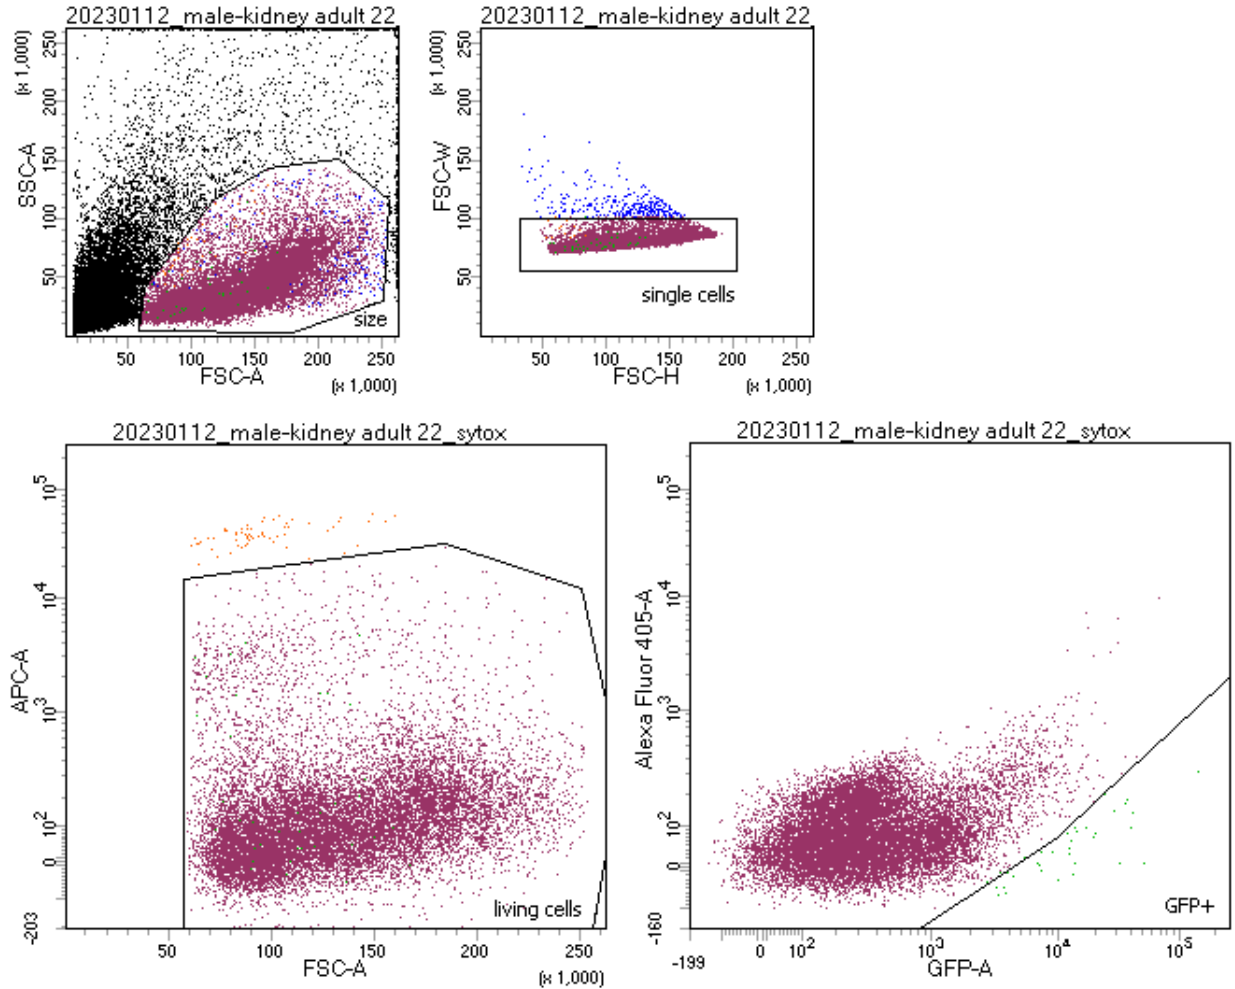 20230112_male-kidney adult 22
SSC-A
(x 1,000)
250
200
150
100
50
size
50 100 150 200 250
FSC-A
(x 1,000)
20230112_male-kidney adult 22
FSC-W
(x 1,000)
250
200
150
100
50
single cells
50 100 150 200 250
FSC-H
(x 1,000)
20230112_male-kidney adult 22_sytox
APC-A
10^5
10^4
10^3
10^2
0
-203
living cells
50 100 150 200 250
FSC-A
(x 1,000)
20230112_male-kidney adult 22_sytox
Alexa Fluor 405-A
10^5
10^4
10^3
10^2
0
-160
GFP+
-199 0 10^2 10^3 10^4 10^5
GFP-A